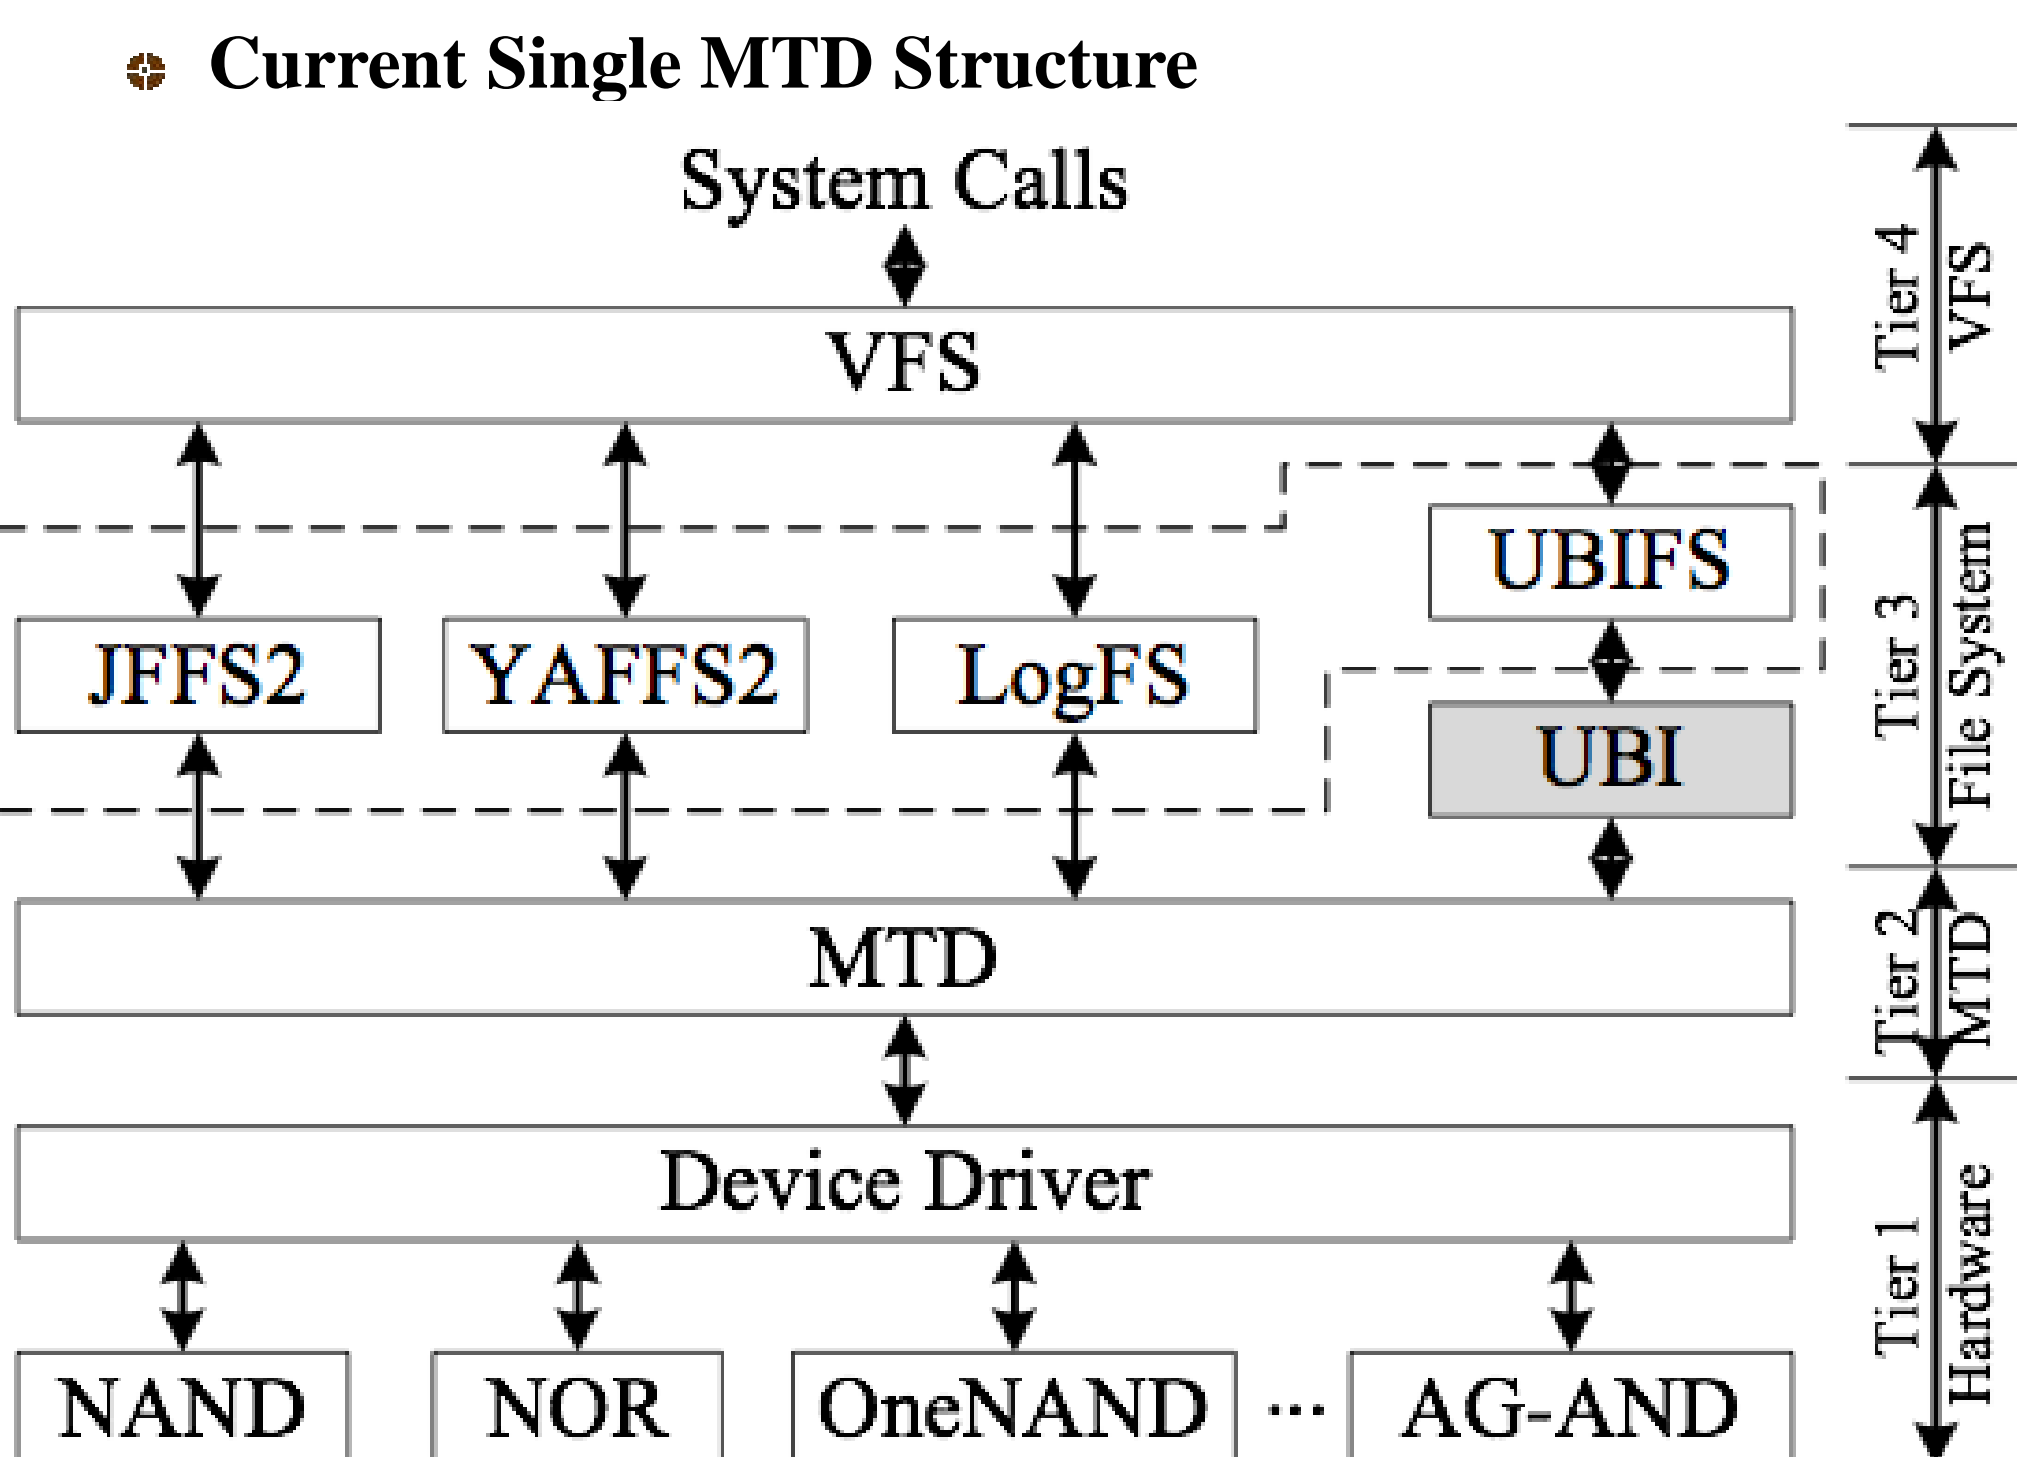 Current Single MTD Structure
System Calls
VFS
JFFS2
YAFFS2
LogFS
UBIFS
UBI
MTD
Device Driver
NAND
NOR
OneNAND
...
AG-AND
Tier 4
VFS
Tier 3
File System
Tier 2
MTD
Tier 1
Hardware